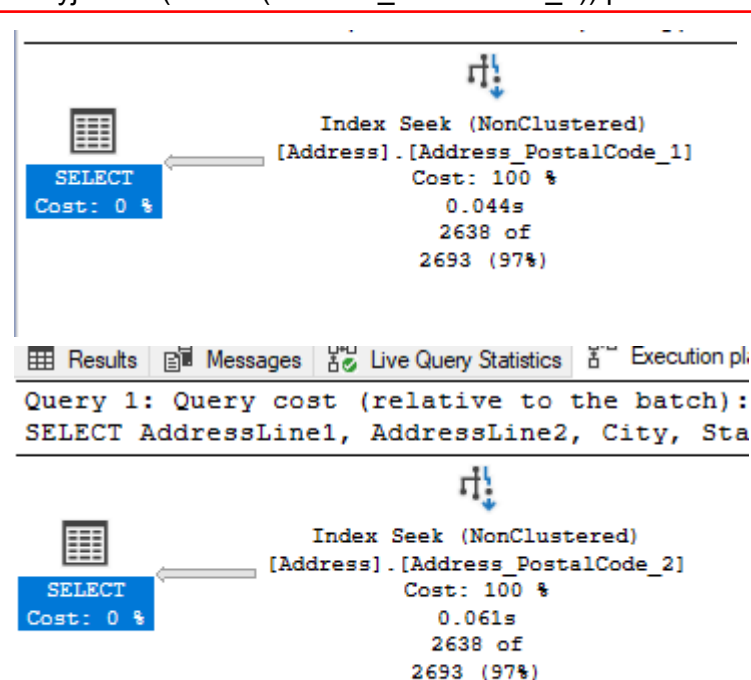 Index Seek (NonClustered)
[Address].[Address_PostalCode_1]
SELECT
Cost: 100 %
Cost: 0 %
0.044s
2638 of
2693 (97%)
Results Messages Live Query Statistics Execution pla
Query 1: Query cost (relative to the batch):
SELECT AddressLine1, AddressLine2, City, Sta
Index Seek (NonClustered)
[Address].[Address_PostalCode_2]
SELECT
Cost: 100 %
Cost: 0 %
0.061s
2638 of
2693 (97%)